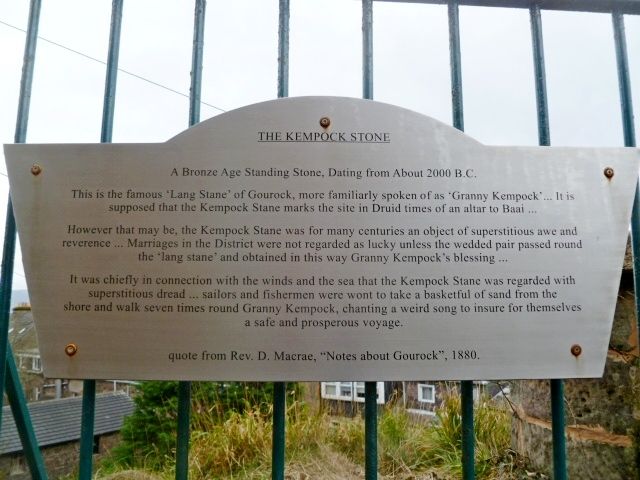 THE KEMPOCK STONE
A Bronze Age Standing Stone, Dating from About 2000 B.C.
This is the famous 'Lang Stane' of Gourock, more familiarly spoken of as 'Granny Kempock'... It is
supposed that the Kempock Stane marks the site in Druid times of an altar to Baai ...
However that may be, the Kempock Stane was for many centuries an object of superstitious awe and
reverence ... Marriages in the District were not regarded as lucky unless the wedded pair passed round
the 'lang stane' and obtained in this way Granny Kempock's blessing ...
It was chiefly in connection with the winds and the sea that the Kempock Stane was regarded with
superstitious dread ... sailors and fishermen were wont to take a basketful of sand from the
shore and walk seven times round Granny Kempock, chanting a weird song to insure for themselves
a safe and prosperous voyage.
quote from Rev. D. Macrae, "Notes about Gourock", 1880.